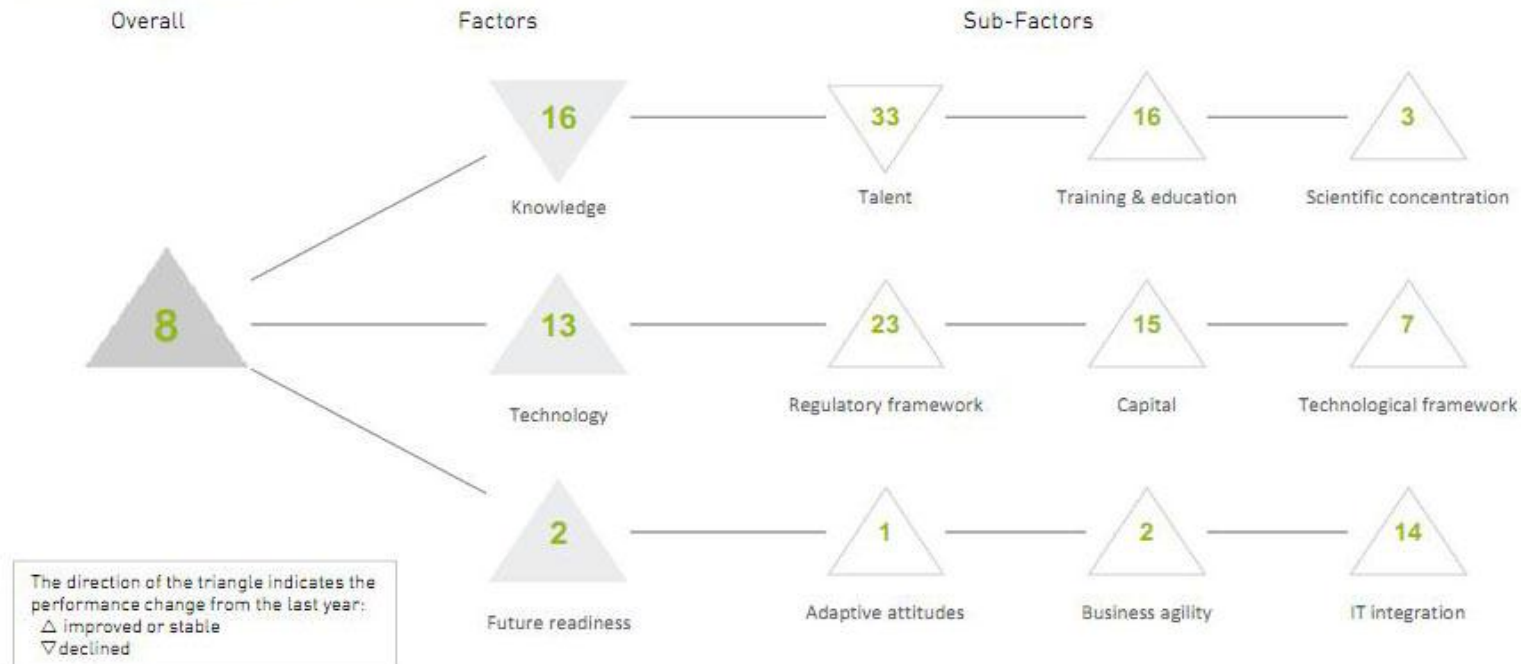 Overall Factors Sub-Factors
16 33 16 3
Knowledge Talent Training & education Scientific concentration
8 13 23 15 7
Technology Regulatory framework Capital Technological framework
2 1 2 14
Future readiness Adaptive attitudes Business agility IT integration
The direction of the triangle indicates the
performance change from the last year:
△ improved or stable
▽ declined